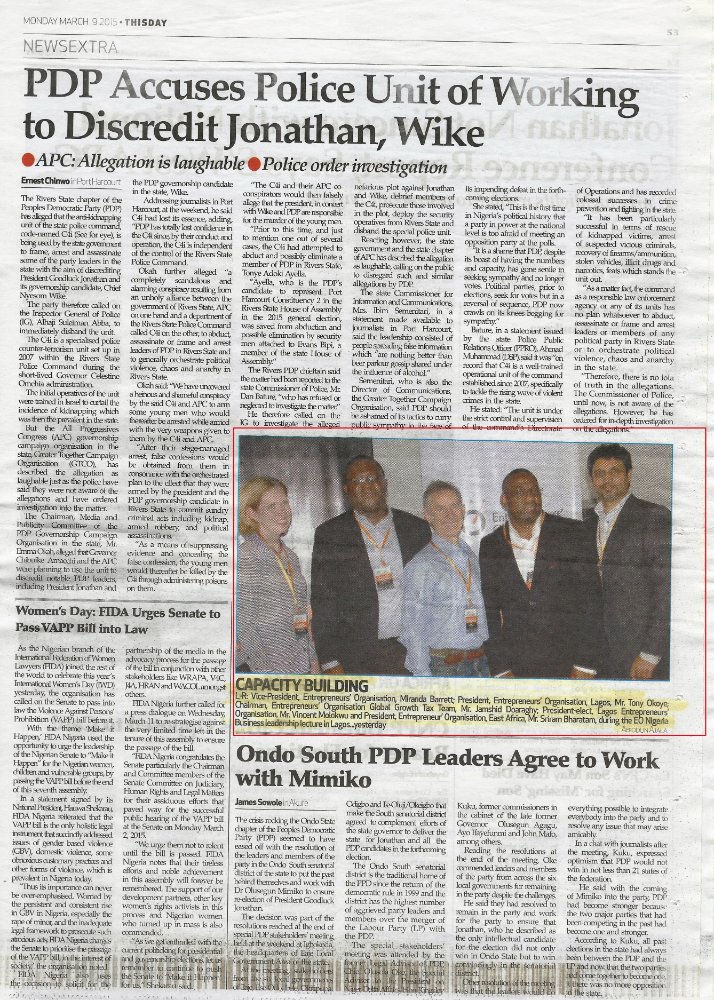 MONDAY MARCH 9, 2015 • THISDAY
53
NEWSEXTRA
PDP Accuses Police Unit of Working
to Discredit Jonathan, Wike
●APC: Allegation is laughable ●Police order investigation
Ernest Chinwo in Port Harcourt
The Rivers State chapter of the
Peoples Democratic Party (PDP)
has alleged that the anti-kidnapping
unit of the state police command,
code-named C4i (See for eye), is
being used by the state government
to frame, arrest and assassinate
some of the party leaders in the
state with the aim of discrediting
President Goodluck Jonathan and
its governorship candidate, Chief
Nyesom Wike.
The party therefore called on
the Inspector General of Police
(IG), Alhaji Suleiman Abba, to
immediately disband the unit.
The C4i is a specialised police
counter-terrorism unit set up in
2007 within the Rivers State
Police Command during the
short-lived Governor Celestine
Omehia administration.
The initial operatives of the unit
were trained in Israel to curtail the
incidence of kidnapping which
was then the prevalent in the state.
But the All Progressives
Congress (APC) governorship
campaign organisation in the
state, Greater Together Campaign
Organisation (GTCO), has
described the allegation as
laughable just as the police have
said they were not aware of the
allegations and have ordered
investigation into the matter.
The Chairman, Media and
Publicity Committee of the
PDP Governorship Campaign
Organisation in the state, Mr.
Emma Okah, alleged that Governor
Chibuike Amaechi and the APC
were planning to use the unit to
discredit notable PDP leaders,
including President Jonathan and
the PDP governorship candidate
in the state, Wike.
Addressing journalists in Port
Harcourt, at the weekend, he said
C4i had lost its essence, adding,
"PDP has totally lost confidence in
the C4i since, by their conduct and
operation, the C4i is independent
of the control of the Rivers State
Police Command.
Okah further alleged "a
completely scandalous and
alarming conspiracy resulting from
an unholy alliance between the
government of Rivers State, APC
on one hand and a department of
the Rivers State Police Command
called C4i on the other, to abduct,
assassinate or frame and arrest
leaders of PDP in Rivers State and
to generally orchestrate political
violence, chaos and anarchy in
Rivers State.
Okah said: "We have uncovered
a heinous and shameful conspiracy
by the said C4i and APC to arm
some young men who would
thereafter be arrested while armed
with the very weapons given to
them by the C4i and APC.
"After their stage-managed
arrest, false confessions would
be obtained from them in
consonance with the orchestrated
plan to the effect that they were
armed by the president and the
PDP governorship candidate in
Rivers State to commit sundry
criminal acts including kidnap,
armed robbery, and political
assassinations.
"As a means of suppressing
evidence and concealing the
false confession, the young men
would thereafter be killed by the
C4i through administering poisons
on them.
"The C4i and their APC co-
conspirators would then falsely
allege that the president, in concert
with Wike and PDP are responsible
for the murder of the young men.
"Prior to this time, and just
to mention one out of several
cases, the C4i had attempted to
abduct and possibly eliminate a
member of PDP in Rivers State,
Tonye Adoki Ayella.
"Ayella, who is the PDP's
candidate to represent Port
Harcourt Constituency 2 in the
Rivers State House of Assembly
in the 2015 general election,
was saved from abduction and
possible elimination by security
men attached to Evans Bipi, a
member of the state House of
Assembly."
The Rivers PDP chieftain said
the matter had been reported to the
state Commissioner of Police, Mr.
Dan Bature, "who has refused or
neglected to investigate the matter".
He therefore called on the
IG to investigate the alleged
nefarious plot against Jonathan
and Wike, debrief members of
the C4i, prosecute those involved
in the plot, deploy the security
operatives from Rivers State and
disband the special police unit.
Reacting however, the state
government and the state chapter
of APC has described the allegation
as laughable, calling on the public
to disregard such and similar
allegations by PDP.
The state Commissioner for
Information and Communications,
Mrs. Ibim Semenitari, in a
statement made available to
journalists in Port Harcourt,
said the leadership consisted of
people spreading false information
which "are nothing better than
beer parlour gossip shared under
the influence of alcohol."
Semenitari, who is also the
Director of Communications,
the Greater Together Campaign
Organisation, said PDP should
be ashamed of its tactics to carry
public sympathy in the face of
its impending defeat in the forth-
coming elections.
She stated, "This is the first time
in Nigeria's political history that
a party in power at the national
level is too afraid of meeting an
opposition party at the polls.
"It is a shame that PDP, despite
its boast of having the numbers
and capacity, has gone senile in
seeking sympathy and no longer
votes. Political parties, prior to
elections, seek for votes but in a
reversal of sequence, PDP now
crawls on its knees begging for
sympathy."
Before, in a statement issued
by the state Police Public
Relations Officer (PPRO), Ahmad
Muhammad (DSP), said it was "on
record that C4i is a well-trained
operational unit of the command
established since 2007, specifically
to tackle the rising wave of violent
crimes in the state.
He stated: "The unit is under
the strict control and supervision
of the command's Directorate
of Operations and has recorded
colossal successes in crime
prevention and fighting in the state.
"It has been particularly
successful in terms of rescue
of kidnapped victims, arrest
of suspected vicious criminals,
recovery of firearms/ammunition,
stolen vehicles, illicit drugs and
narcotics, feats which stands the
unit out.
"As a matter fact, the command
as a responsible law enforcement
agency or any of its units has
no plan whatsoever to abduct,
assassinate or frame and arrest
leaders or members of any
political party in Rivers State
or to orchestrate political
violence, chaos and anarchy
in the state.
"Therefore, there is no iota
of truth in the allegations.
The Commissioner of Police,
until now, is not aware of the
allegations. However, he has
ordered for in-depth investigation
on the allegations.
CAPACITY BUILDING
L-R: Vice-President, Entrepreneurs' Organisation, Miranda Barrett; President, Entrepreneurs' Organisation, Lagos, Mr. Tony Okoye;
Chairman, Entrepreneurs' Organisation Global Growth Tax Team, Mr. Jamshid Doaraghy; President-elect, Lagos Entrepreneurs
Organisation, Mr. Vincent Molokwu and President, Entrepreneur' Organisation, East Africa, Mr. Sriram Bharatam, during the EO Nigeria
Business leadership lecture in Lagos...yesterday
ABIODUN AJALA
Women's Day: FIDA Urges Senate to
Pass VAPP Bill into Law
As the Nigerian branch of the
International Federation of Women
Lawyers (FIDA) joined the rest of
the world to celebrate this year's
International Women's Day (IWD)
yesterday, the organisation has
called on the Senate to pass into
law the Violence Against Persons'
Prohibition (VAPP) bill before it.
With the theme 'Make it
Happen,' FIDA Nigeria used the
opportunity to urge the leadership
of the Nigerian Senate to "Make it
Happen" for the Nigerian women,
children and vulnerable groups, by
passing the VAPP bill before the end
of this seventh assembly.
In a statement signed by its
National President, Hauwa Shekarau,
FIDA Nigeria reiterated that the
VAPP bill is the only holistic legal
instrument that succinctly addressed
issues of gender based violence
(GBV), domestic violence, some
obnoxious customary practices and
other forms of violence, which is
prevalent in Nigeria today.
"Thus its importance can never
be over-emphasised. Worried by
the persistent and consistent rise
in GBV in Nigeria, especially the
rape of minor, and the inadequate
legal framework to prosecute such
atrocious acts, FIDA Nigeria charges
the Senate to prioritise the passage
of the VAPP bill
society," the organisation
FIDA Nigeria
the decision to solicit the
partnership of the media in the
advocacy process for the passage
of the bill in conjunction with other
stakeholders like WRAPA, V4C,
JIA, HRAN and WACOL amongst
others.
FIDA Nigeria further called for
a press dialogue on Wednesday,
March 11 to re-strategise against
the very limited time left in the
tenure of this assembly to ensure
the passage of the bill.
"FIDA Nigeria congratulates the
Senate particularly the Chairman
and Committee members of the
Senate Committee on Judiciary,
Human Rights and Legal Matters
for their assiduous efforts that
paved way for the successful
public hearing of the VAPP bill
at the Senate on Monday March
2, 2015.
"We urge them not to relent
until the bill is passed. FIDA
Nigeria notes that their tireless
efforts and noble achievement
in this assembly will forever be
remembered. The support of our
development partners, other key
women's rights activists in this
process and Nigerian women
who turned up in mass is also
commended.
"As we get enthralled with the
current politicking for presidential
and governorship elections, let us
the Senate to 'Make it Happen'
for us," Shekarau
Ondo South PDP Leaders Agree to Work
with Mimiko
James Sowole in Akure
The crisis rocking the Ondo State
chapter of the Peoples Democratic
Party (PDP) seemed to have
eased off with the resolution of
the leaders and members of the
party in the Ondo South senatorial
district of the state to put the past
behind themselves and work with
Dr Olusegun Mimiko to ensure
re-election of President Goodluck
Jonathan.
The decision was part of the
resolutions reached at the end of
special PDP stakeholders' meeting,
held at the weekend at Igbokoda,
the headquarters of Ilaje Local
Odigbo and Ile-Oluji/Okeigbo that
make the South senatorial district
agreed to complement efforts of
the state governor to deliver the
state for Jonathan and all the
PDP candidates in the forthcoming
election.
The Ondo South senatorial
district is the traditional home of
the PPD since the return of the
democratic rule in 1999 and the
district has the highest number
of aggrieved party leaders and
members over the merger of
the Labour Party (LP) with
the PDP.
The special stakeholders'
meeting was attended by the
Kuku, former commissioners in
the cabinet of the late former
Governor Olusegun Agagu,
Ayo Ifayefunmi and John Mafo
among others.
Reading the resolutions at
the end of the meeting, Oke
commended leaders and members
of the party from across the six
local governments for remaining
in the party despite the challenges.
He said they had resolved to
remain in the party and work
for the party to ensure that
Jonathan, who he described as
the only intellectual candidate
for the election did not only
win in Ondo State but to win
convincingly in the senatorial
district.
Other resolution of the meeting
is that the leaders would do
everything possible to integrate
everybody into the party and to
resolve any issue that may arise
amicably.
In a chat with journalists after
the meeting, Kuku, expressed
optimism that PDP would not
win in not less than 21 states of
the federation.
He said with the coming
of Mimiko into the party, PDP
had become stronger because
the two major parties that had
been competing in the past had
become one and stronger.
According to Kuku, all past
elections in the state had always
been between the PDP and the
LP and now, that the two parties
had come together to become one,
there was no more opposition
in the state.